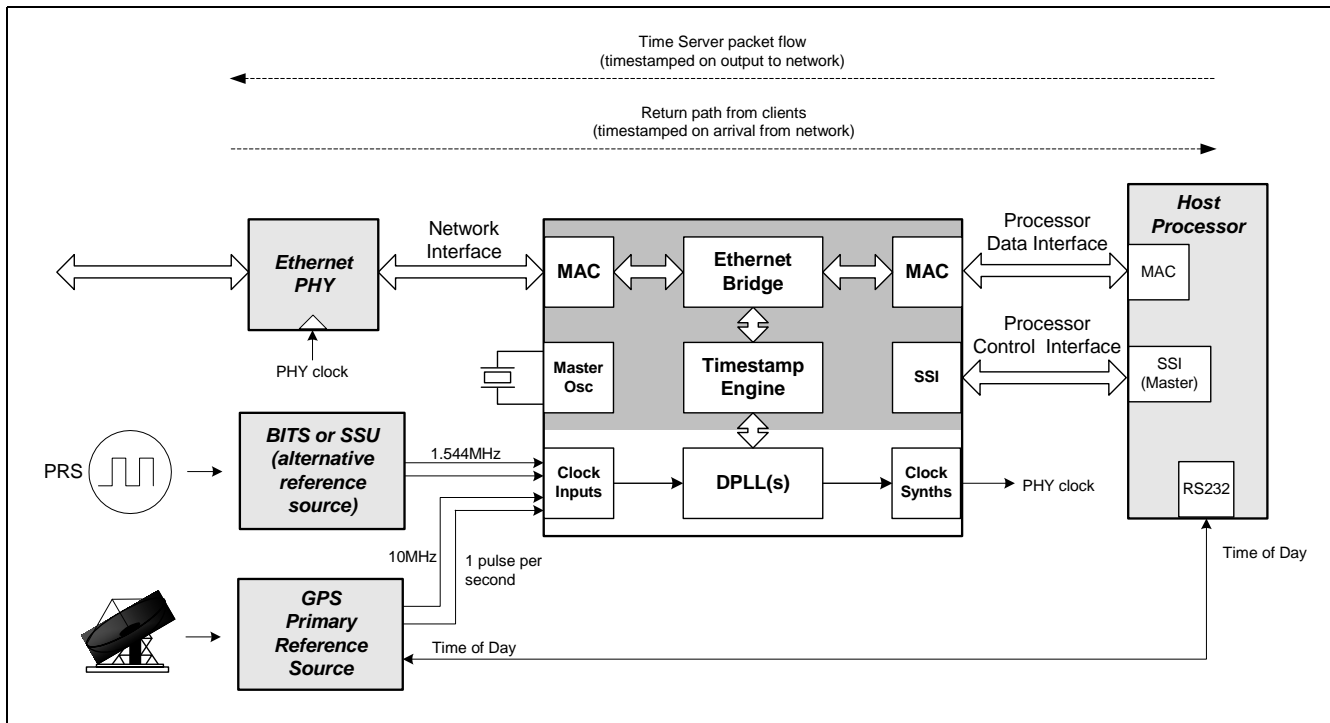 Time Server packet flow
(timestamped on output to network)
Return path from clients
(timestamped on arrival from network)
Host
Processor
Network
Interface
Processor
Data Interface
Ethernet
PHY
MAC
Ethernet
Bridge
MAC
MAC
PHY clock
Master
Osc
Timestamp
Engine
SSI
Processor
Control Interface
SSI
(Master)
PRS
BITS or SSU
(alternative
reference
source)
1.544MHz
Clock
Inputs
DPLL(s)
Clock
Synths
PHY clock
RS232
10MHz
1 pulse per
second
Time of Day
GPS
Primary
Reference
Source
Time of Day